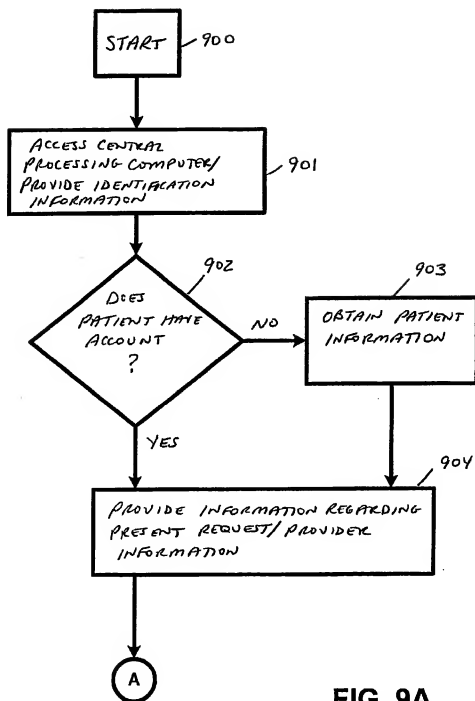 START
900
ACCESS CENTRAL
PROCESSING COMPUTER/
PROVIDE IDENTIFICATION
INFORMATION
901
902
DOES
PATIENT HAVE
ACCOUNT
?
NO
903
OBTAIN PATIENT
INFORMATION
YES
904
PROVIDE INFORMATION REGARDING
PRESENT REQUEST/PROVIDER
INFORMATION
A
FIG. 9A